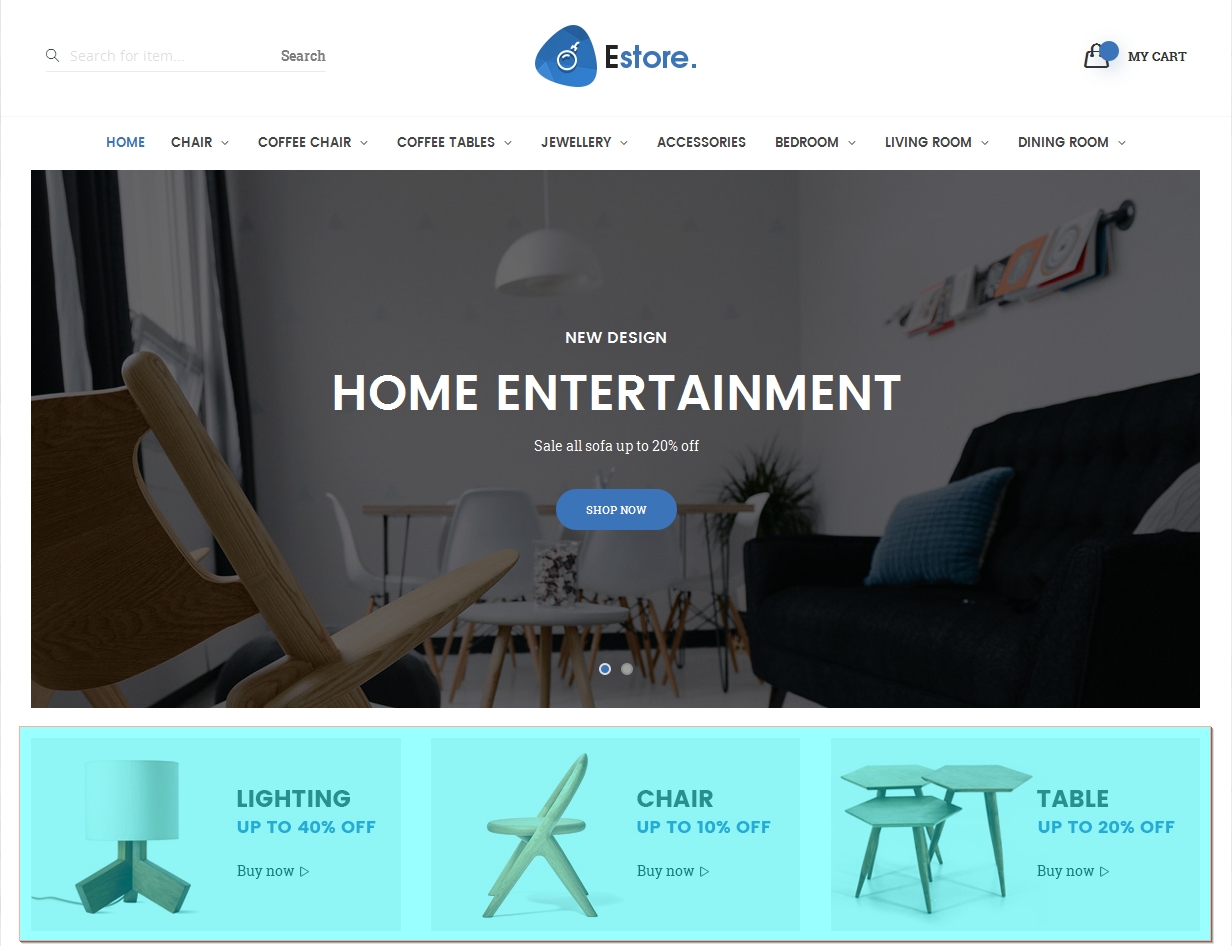 Search for item...
Search
Estore.
MY CART
HOME
CHAIR
COFFEE CHAIR
COFFEE TABLES
JEWELLERY
ACCESSORIES
BEDROOM
LIVING ROOM
DINING ROOM
NEW DESIGN
HOME ENTERTAINMENT
Sale all sofa up to 20% off
SHOP NOW
LIGHTING
UP TO 40% OFF
Buy now
CHAIR
UP TO 10% OFF
Buy now
TABLE
UP TO 20% OFF
Buy now